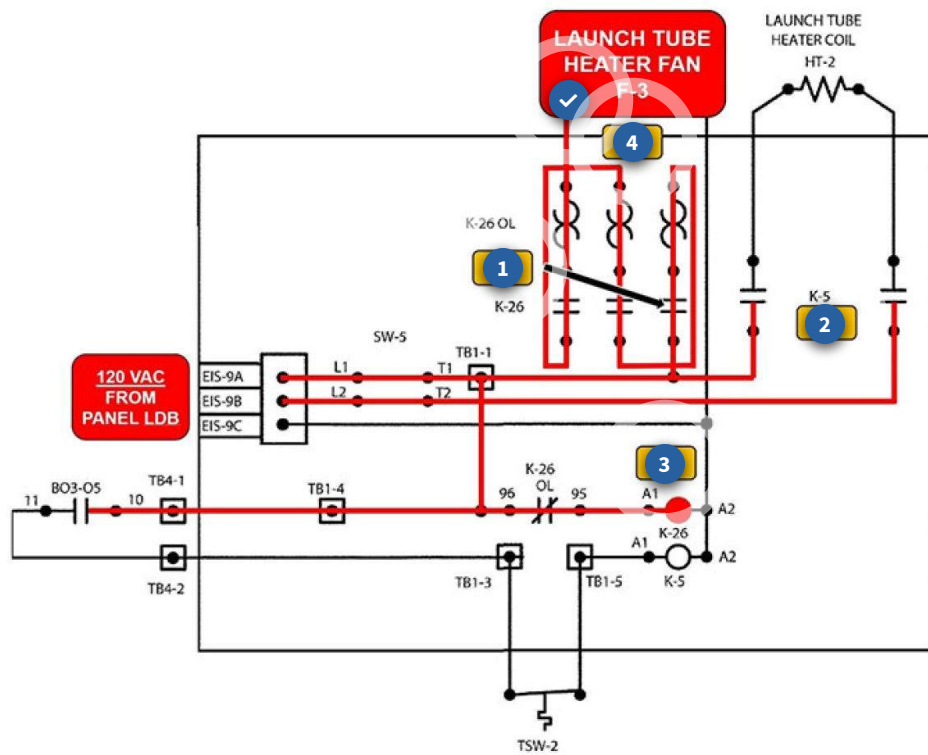 LAUNCH TUBE
HEATER FAN
F-3
LAUNCH TUBE
HEATER COIL
HT-2
4
K-26 OL
1
K-26
K-5
2
SW-5
TB1-1
120 VAC
FROM
PANEL LDB
EIS-9A
L1
T1
EIS-9B
L2
T2
EIS-9C
3
11
BO3-O5
10
TB4-1
TB1-4
K-26
OL
96
95
A1
A2
K-26
A1
A2
K-5
TB4-2
TB1-3
TB1-5
TSW-2